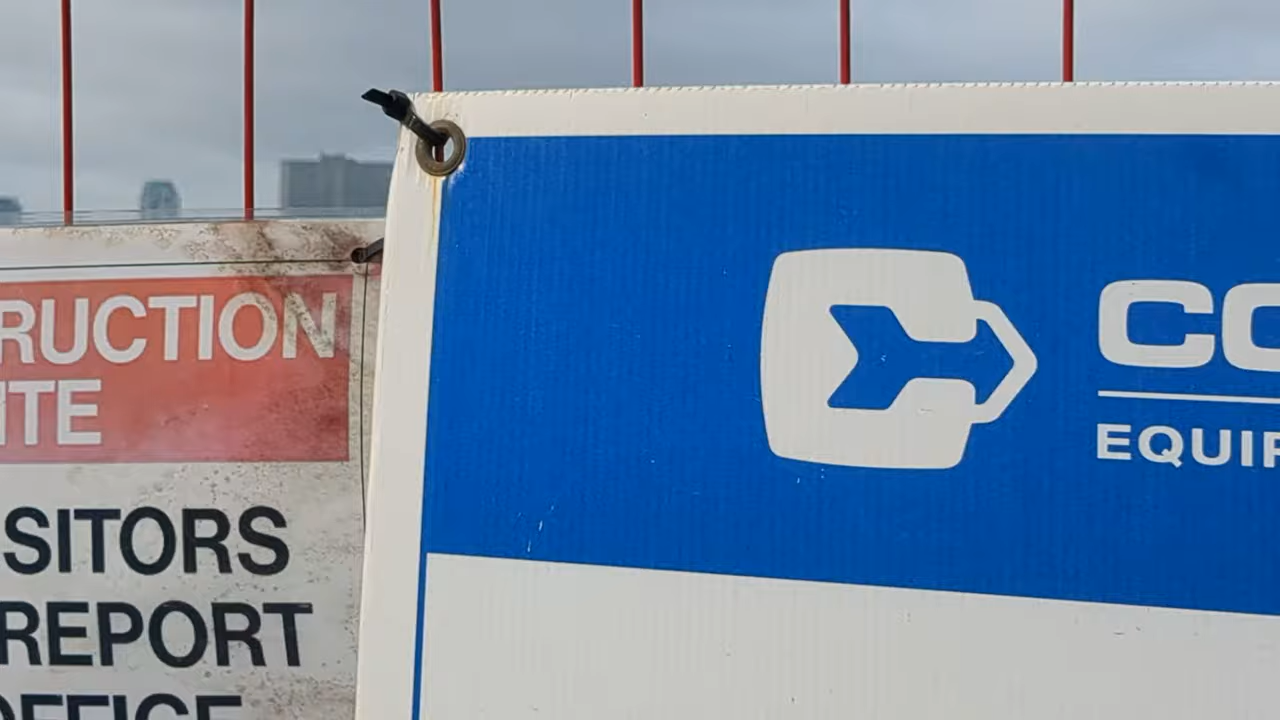 RUCTION
ITE
SITORS
REPORT
OFFICE
CO
EQUIP